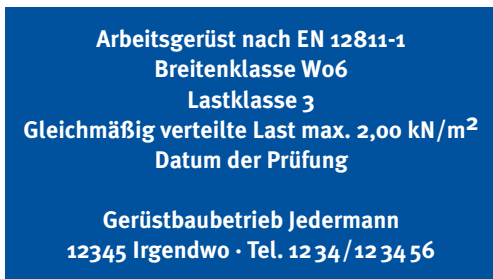 Arbeitsgerüst nach EN 12811-1
Breitenklasse W06
Lastklasse 3
Gleichmäßig verteilte Last max. 2,00 kN/m²
Datum der Prüfung
Gerüstbaubetrieb Jedermann
12345 Irgendwo · Tel. 12 34/12 34 56